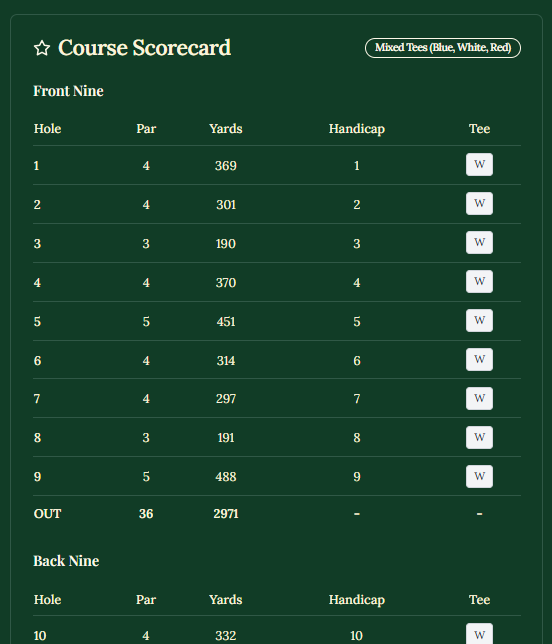 Course Scorecard
Mixed Tees (Blue, White, Red)
Front Nine
Hole Par Yards Handicap Tee
1 4 369 1 W
2 4 301 2 W
3 3 190 3 W
4 4 370 4 W
5 5 451 5 W
6 4 314 6 W
7 4 297 7 W
8 3 191 8 W
9 5 488 9 W
OUT 36 2971 - -
Back Nine
Hole Par Yards Handicap Tee
10 4 332 10 W